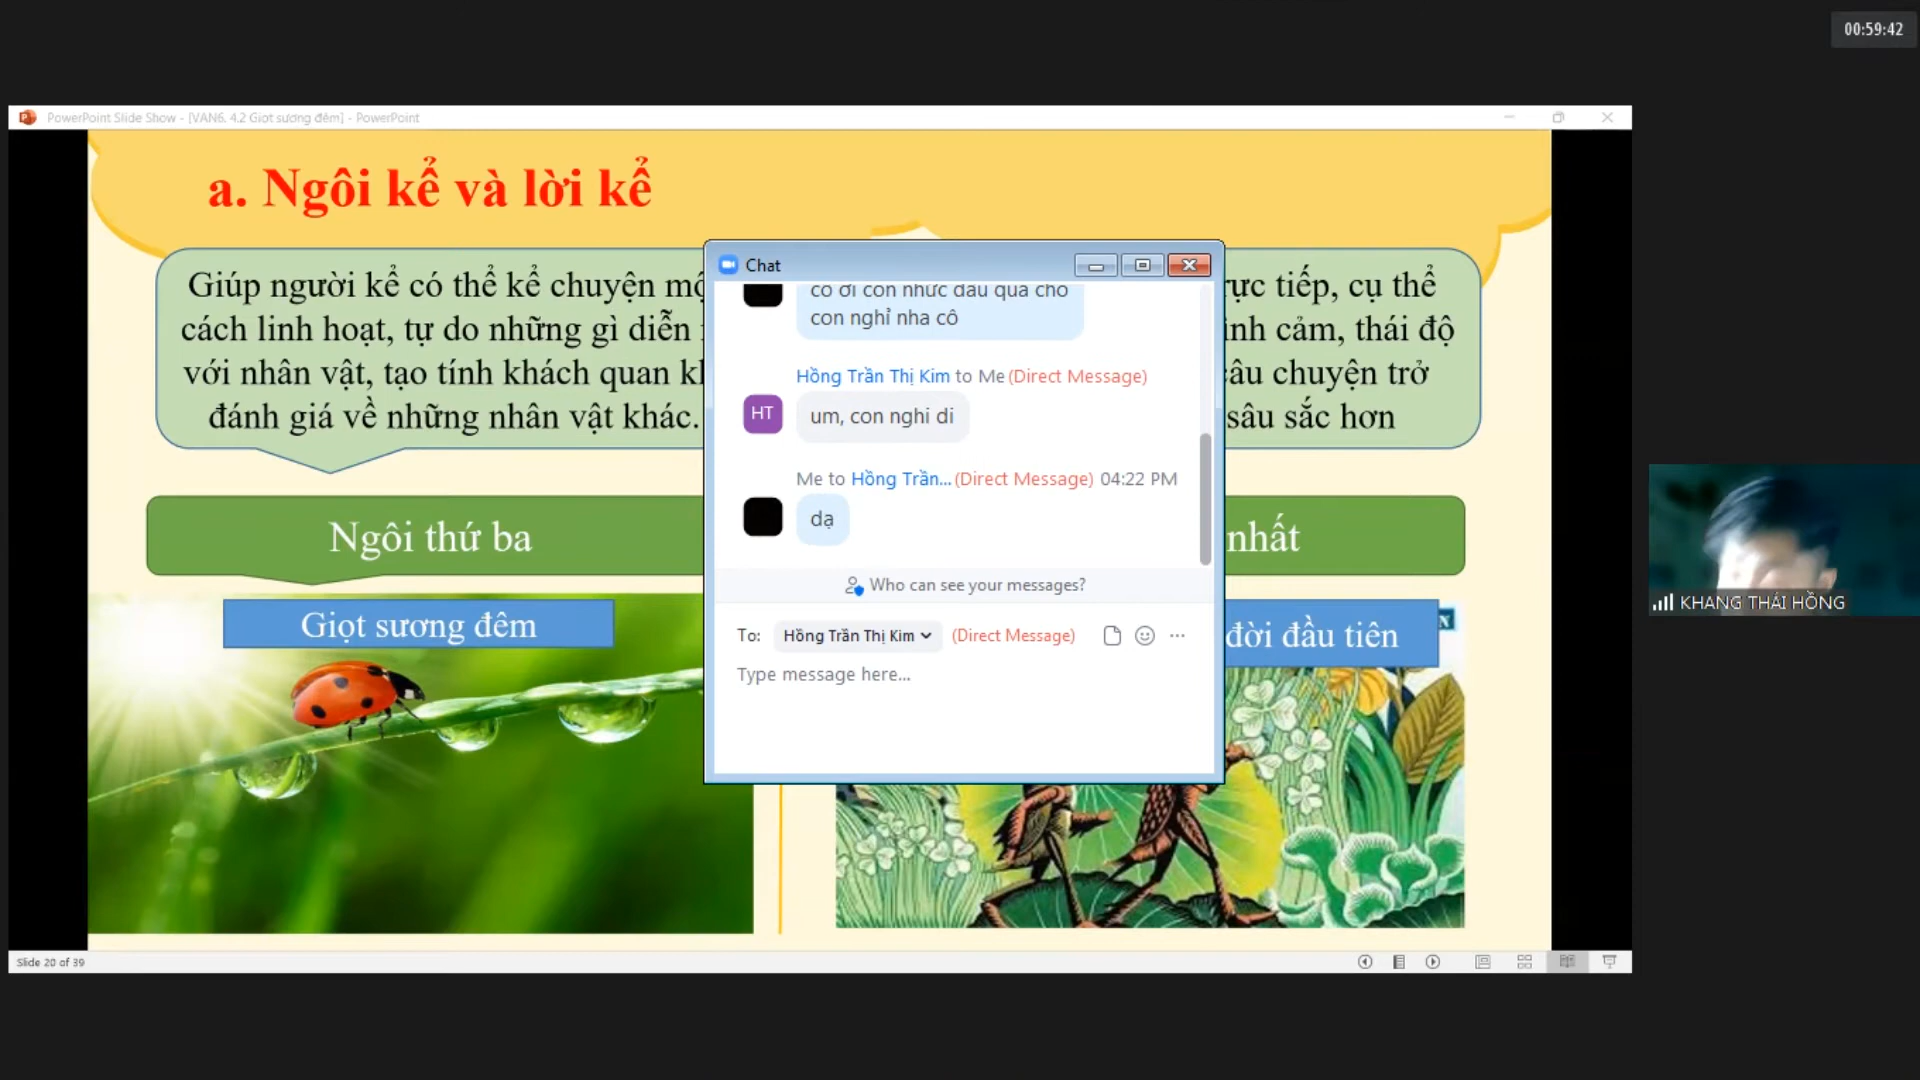 00:59:42
PowerPoint Slide Show - [VAN6. 4.2 Giọt sương đêm] - PowerPoint
a. Ngôi kể và lời kể
Giúp người kể có thể kể chuyện mộ
cách linh hoạt, tự do những gì diễn
với nhân vật, tạo tính khách quan kh
đánh giá về những nhân vật khác.
rực tiếp, cụ thể
ình cảm, thái độ
câu chuyện trở
sâu sắc hơn
Ngôi thứ ba
nhất
Giọt sương đêm
đời đầu tiên
Chat
cô ơi con nhức đầu quá cho
con nghỉ nha cô
Hồng Trần Thị Kim to Me (Direct Message)
HT
um, con nghi di
Me to Hồng Trần... (Direct Message) 04:22 PM
dạ
Who can see your messages?
To: Hồng Trần Thị Kim (Direct Message)
Type message here...
KHANG THÁI HỒNG
Slide 20 of 39